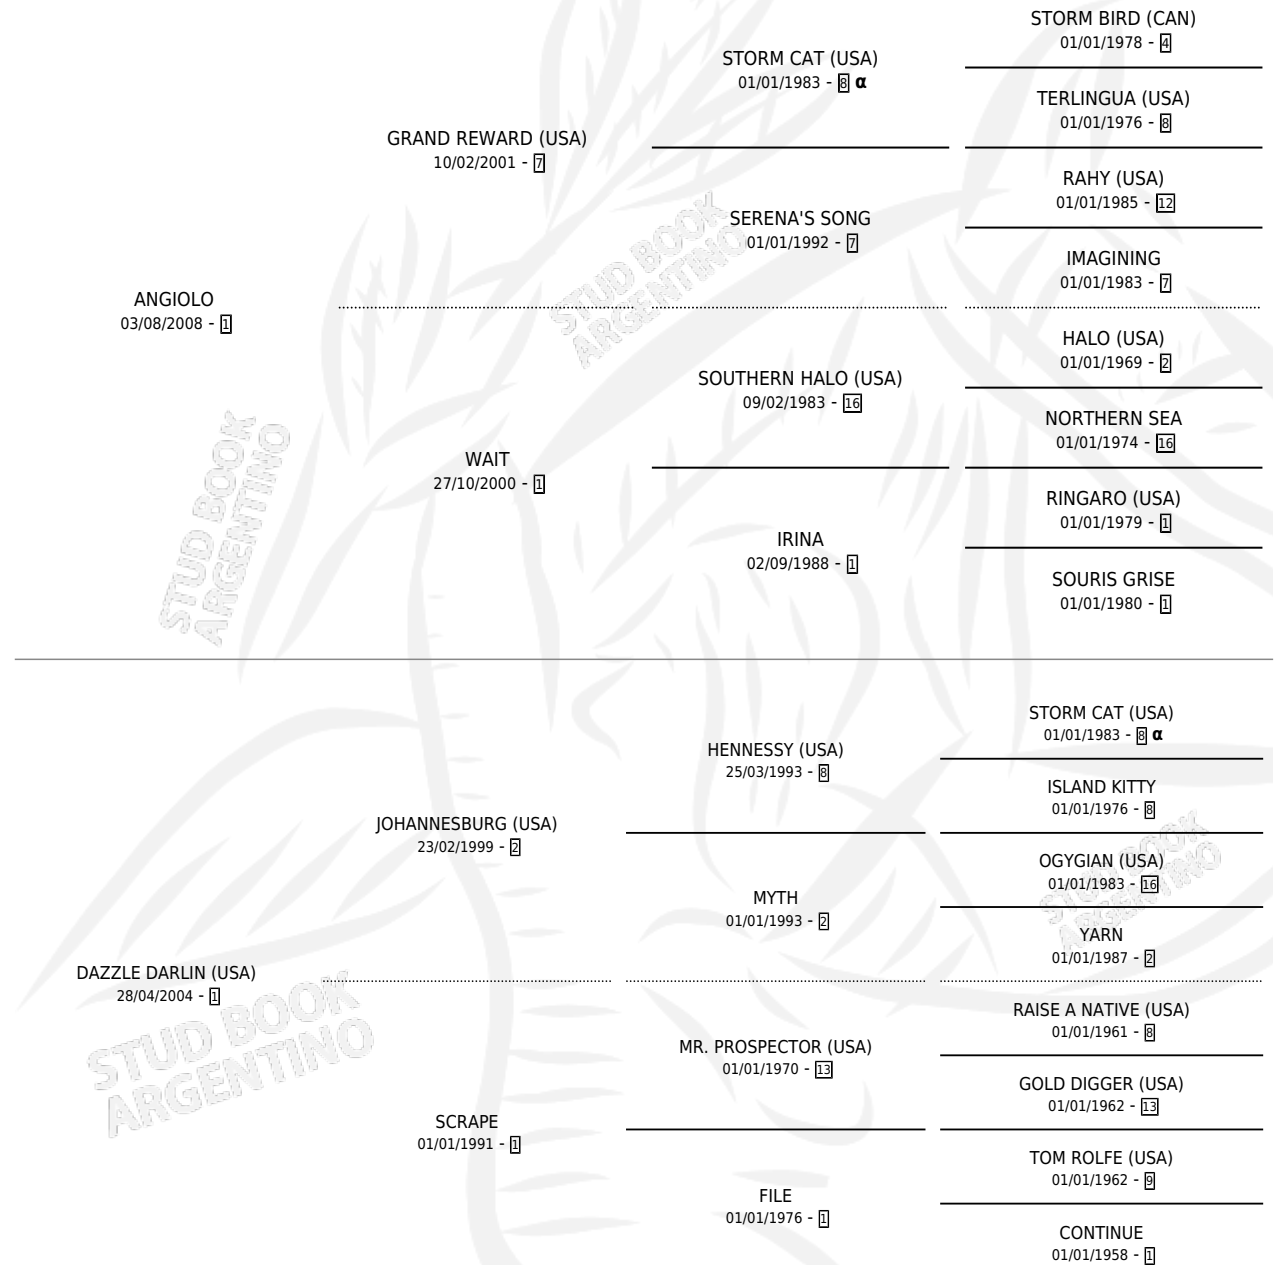 STORM BIRD (CAN)
01/01/1978 - 4
STORM CAT (USA)
01/01/1983 - 8 α
TERLINGUA (USA)
01/01/1976 - 8
GRAND REWARD (USA)
10/02/2001 - 7
RAHY (USA)
01/01/1985 - 12
SERENA'S SONG
01/01/1992 - 7
IMAGINING
01/01/1983 - 7
ANGIOLO
03/08/2008 - 1
HALO (USA)
01/01/1969 - 2
SOUTHERN HALO (USA)
09/02/1983 - 16
NORTHERN SEA
01/01/1974 - 16
WAIT
27/10/2000 - 1
RINGARO (USA)
01/01/1979 - 1
IRINA
02/09/1988 - 1
SOURIS GRISE
01/01/1980 - 1
STUD BOOK
ARGENTINO
STUD BOOK
ARGENTINO
STORM CAT (USA)
01/01/1983 - 8 α
HENNESSY (USA)
25/03/1993 - 8
ISLAND KITTY
01/01/1976 - 8
JOHANNESBURG (USA)
23/02/1999 - 2
OGYGIAN (USA)
01/01/1983 - 16
MYTH
01/01/1993 - 2
YARN
01/01/1987 - 2
DAZZLE DARLIN (USA)
28/04/2004 - 1
RAISE A NATIVE (USA)
01/01/1961 - 8
MR. PROSPECTOR (USA)
01/01/1970 - 13
GOLD DIGGER (USA)
01/01/1962 - 13
SCRAPE
01/01/1991 - 1
TOM ROLFE (USA)
01/01/1962 - 9
FILE
01/01/1976 - 1
CONTINUE
01/01/1958 - 1
STUD BOOK
ARGENTINO
STUD BOOK
ARGENTINO